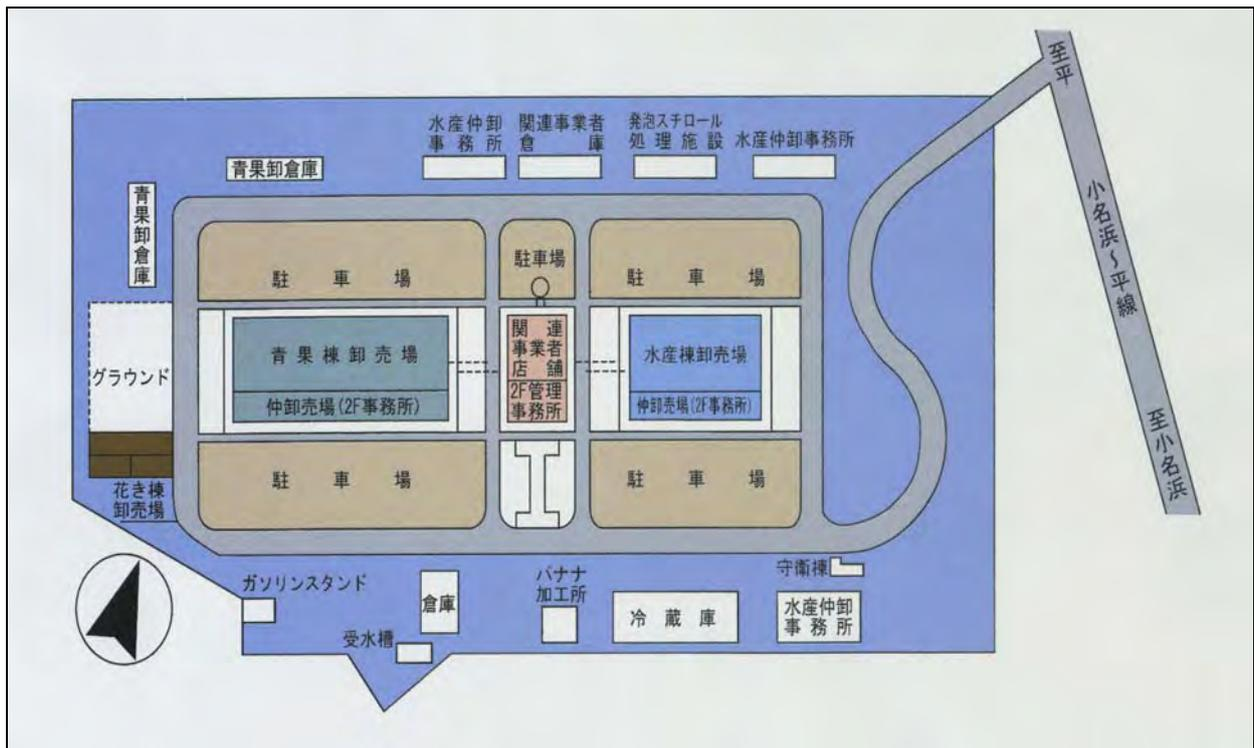 至平
小名浜～平線
至小名浜
水産仲卸
事務所
関連事業者
倉庫
発泡スチロール
処理施設
水産仲卸事務所
青果卸倉庫
青果卸倉庫
駐車場
駐車場
駐車場
グラウンド
青果棟卸売場
仲卸売場(2F事務所)
関連
事業者
店舗
2F管理
事務所
水産棟卸売場
仲卸売場(2F事務所)
花き棟
卸売場
駐車場
駐車場
ガソリンスタンド
倉庫
受水槽
バナナ
加工所
冷蔵庫
守衛棟
水産仲卸
事務所